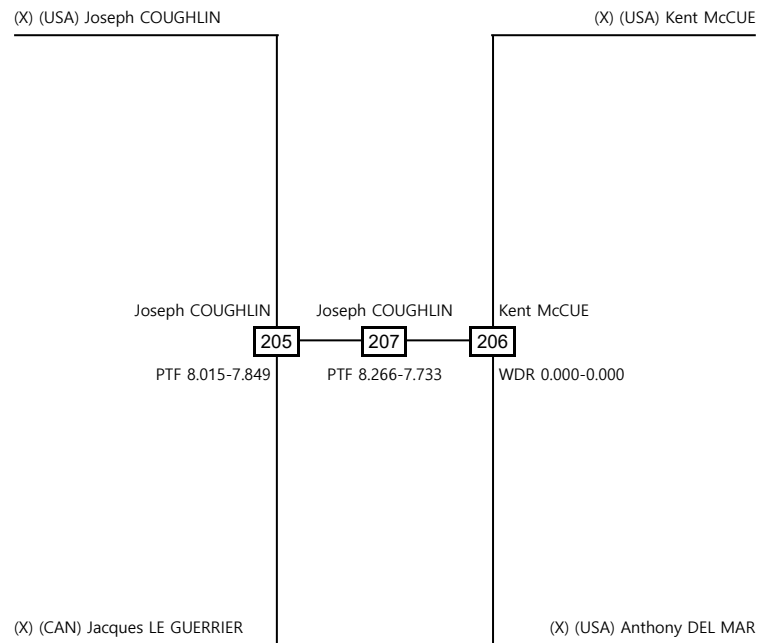 (X) (USA) Joseph COUGHLIN
(X) (USA) Kent McCUE
Joseph COUGHLIN
Joseph COUGHLIN
Kent McCUE
205
207
206
PTF 8.015-7.849
PTF 8.266-7.733
WDR 0.000-0.000
(X) (CAN) Jacques LE GUERRIER
(X) (USA) Anthony DEL MAR